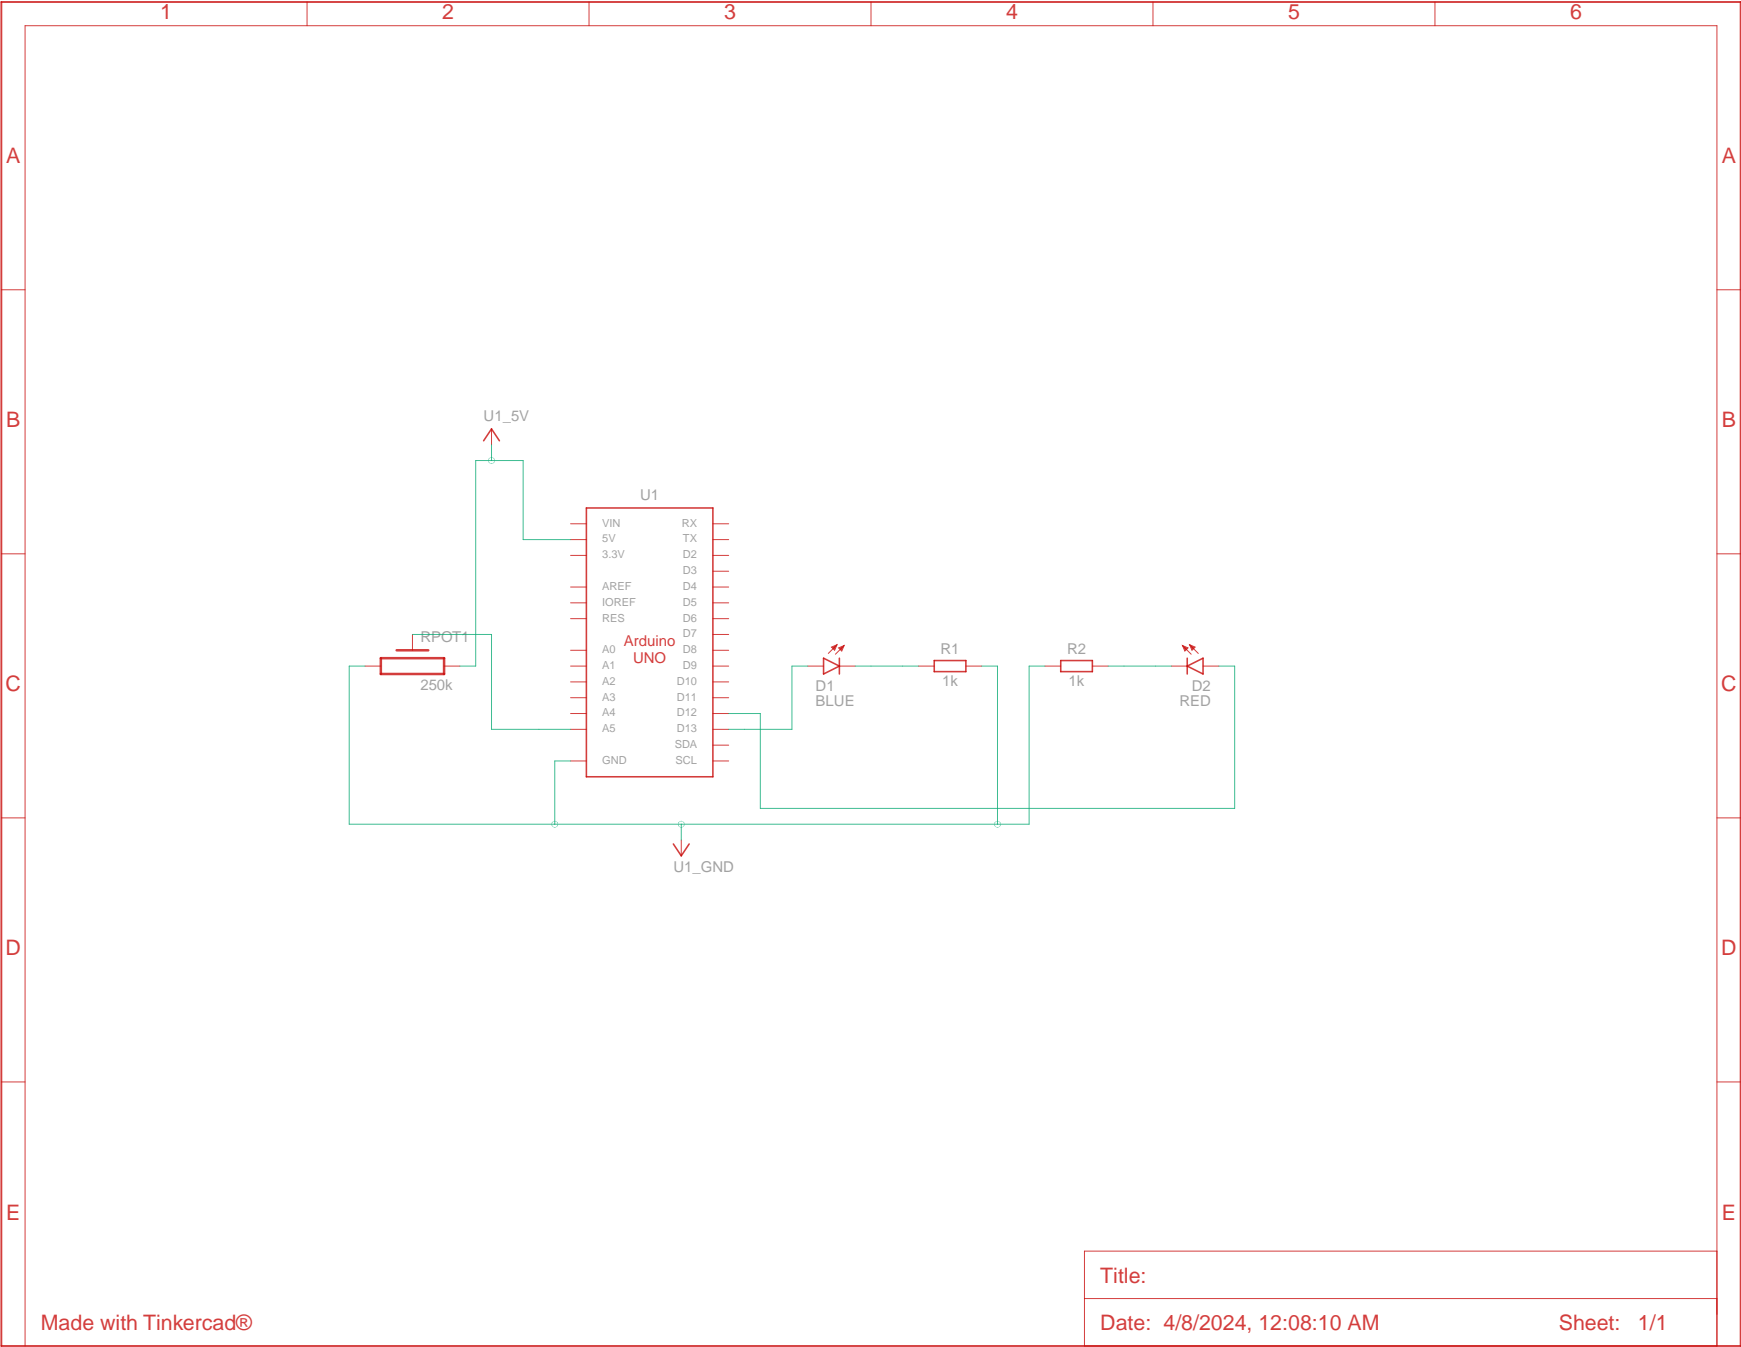 1 2 3 4 5 6
A A
B B
U1_5V
U1
VIN RX
5V TX
3.3V D2
D3
AREF D4
IOREF D5
RES D6
D7
A0 D8
A1 D9
A2 D10
A3 D11
A4 D12
A5 D13
SDA
GND SCL
Arduino
UNO
RPOT1
250k
C C
D1
BLUE
R1
1k
R2
1k
D2
RED
U1_GND
D D
E E
Title:
Date: 4/8/2024, 12:08:10 AM Sheet: 1/1
Made with Tinkercad®